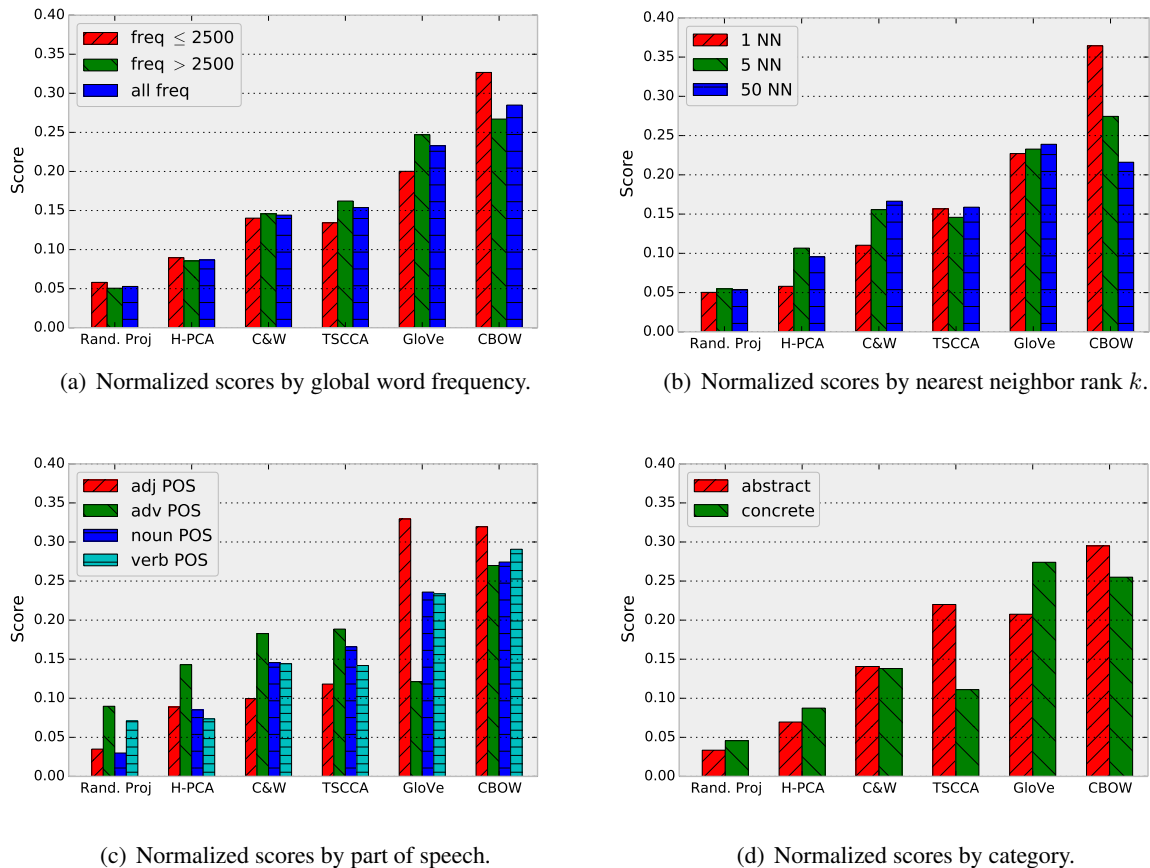 0.40
0.35
0.30
0.25
0.20
0.15
0.10
0.05
0.00
Score
freq ≤ 2500
freq > 2500
all freq
Rand. Proj H-PCA C&W TSCCA GloVe CBOW
(a) Normalized scores by global word frequency.
0.40
0.35
0.30
0.25
0.20
0.15
0.10
0.05
0.00
Score
1 NN
5 NN
50 NN
Rand. Proj H-PCA C&W TSCCA GloVe CBOW
(b) Normalized scores by nearest neighbor rank k.
0.40
0.35
0.30
0.25
0.20
0.15
0.10
0.05
0.00
Score
adj POS
adv POS
noun POS
verb POS
Rand. Proj H-PCA C&W TSCCA GloVe CBOW
(c) Normalized scores by part of speech.
0.40
0.35
0.30
0.25
0.20
0.15
0.10
0.05
0.00
Score
abstract
concrete
Rand. Proj H-PCA C&W TSCCA GloVe CBOW
(d) Normalized scores by category.